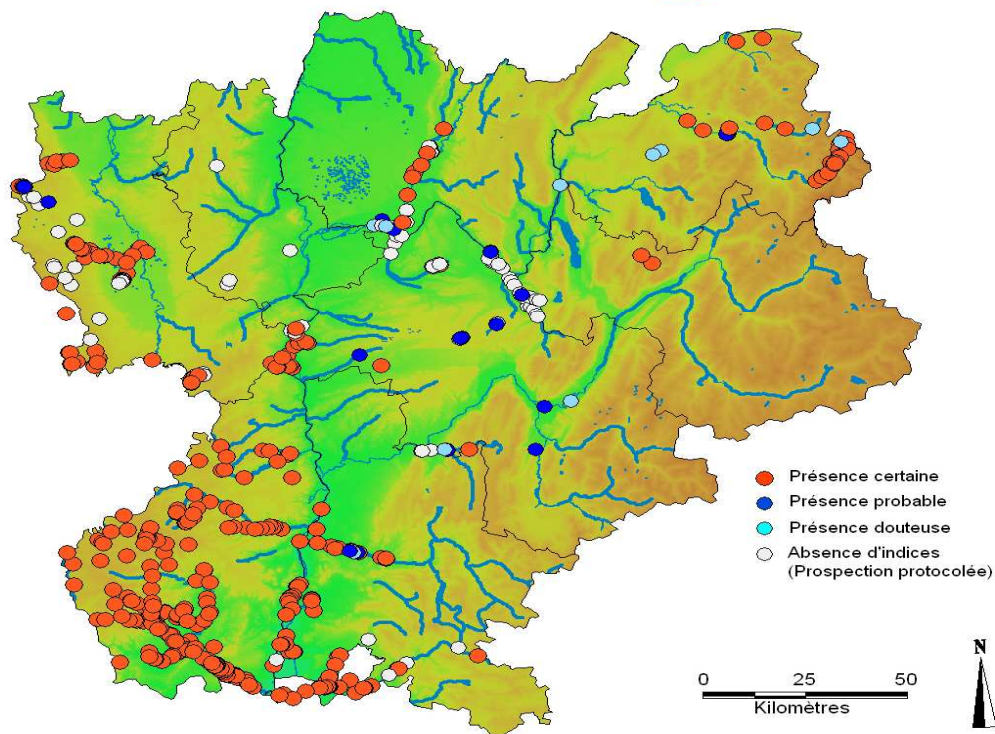 Présence certaine
Présence probable
Présence douteuse
Absence d'indices
(Prospection protocolée)
N
0 25 50
Kilomètres